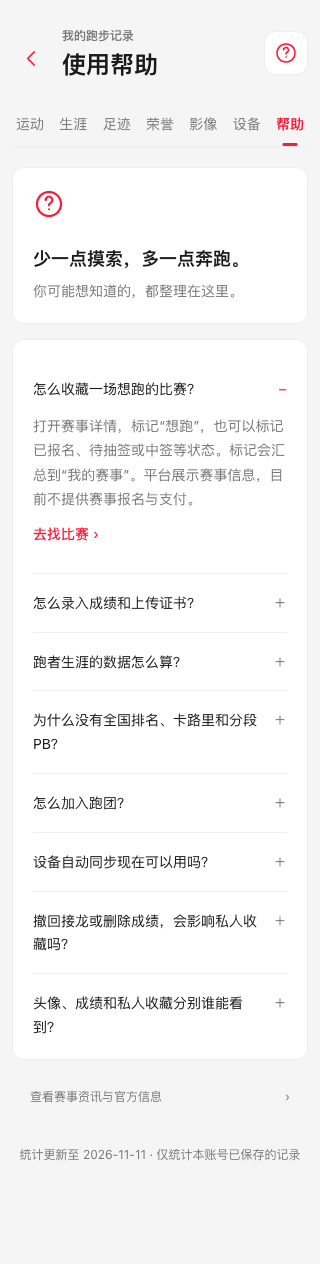 我的跑步记录
使用帮助
运动 生涯 足迹 荣誉 影像 设备 帮助
少一点摸索，多一点奔跑。
你可能想知道的，都整理在这里。
怎么收藏一场想跑的比赛？ −
打开赛事详情，标记“想跑”，也可以标记
已报名、待抽签或中签等状态。标记会汇
总到“我的赛事”。平台展示赛事信息，目
前不提供赛事报名与支付。
去找比赛 ›
怎么录入成绩和上传证书？ +
跑者生涯的数据怎么算？ +
为什么没有全国排名、卡路里和分段 +
PB？
怎么加入跑团？ +
设备自动同步现在可以用吗？ +
撤回接龙或删除成绩，会影响私人收 +
藏吗？
头像、成绩和私人收藏分别谁能看 +
到？
查看赛事资讯与官方信息 ›
统计更新至 2026-11-11 · 仅统计本账号已保存的记录